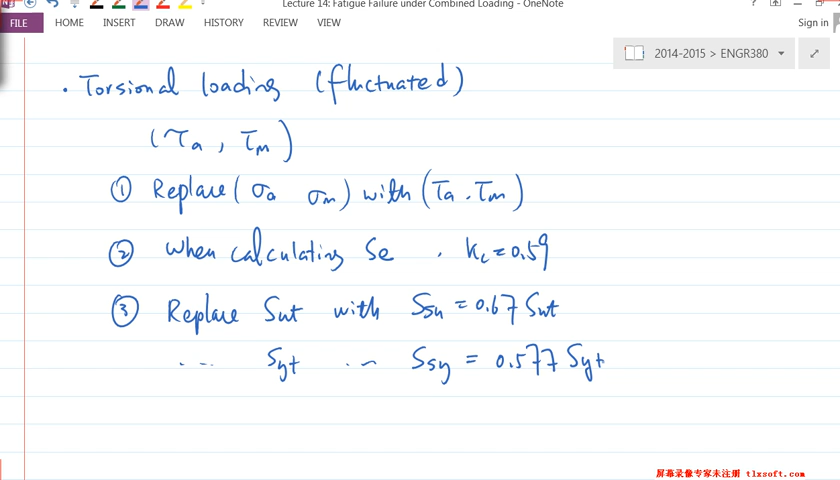 Lecture 14: Fatigue Failure under Combined Loading - OneNote
FILE HOME INSERT DRAW HISTORY REVIEW VIEW Sign in
2014-2015 > ENGR380
· Torsional loading (fluctuated)
(τa, τm)
① Replace (σa σm) with (τa, τm)
② When calculating Se, kc = 0.59
③ Replace Sut with Ssu = 0.67 Sut
... Syt ... Ssy = 0.577 Syt
屏幕录像专家未注册 tlxsoft.com